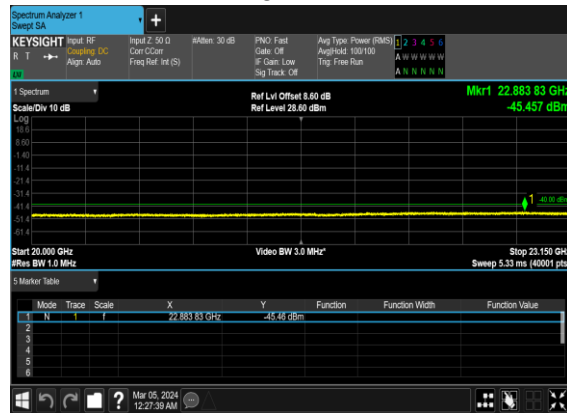 Spectrum Analyzer 1
Swept SA
+
KEYSIGHT
R T
LW
Input: RF
Coupling: DC
Align: Auto
Input Z: 50 Ω
Corr CCorr
Freq Ref: Int (S)
#Atten: 30 dB
PNO: Fast
Gate: Off
IF Gain: Low
Sig Track: Off
Avg Type: Power (RMS)
Avg|Hold: 100/100
Trig: Free Run
1 2 3 4 5 6
A W W W W W
A N N N N N
1 Spectrum
Scale/Div 10 dB
Ref Lvl Offset 8.60 dB
Ref Level 28.60 dBm
Mkr1 22.883 83 GHz
-45.457 dBm
Log
18.6
8.60
-1.40
-11.4
-21.4
-31.4
-41.4
-51.4
-61.4
1
-40.00 dBm
Start 20.000 GHz
#Res BW 1.0 MHz
Video BW 3.0 MHz*
Stop 23.150 GHz
Sweep 5.33 ms (40001 pts)
5 Marker Table
Mode Trace Scale X Y Function Function Width Function Value
1 N 1 f 22.883 83 GHz -45.46 dBm
2
3
4
5
6
?
Mar 05, 2024
12:27:39 AM